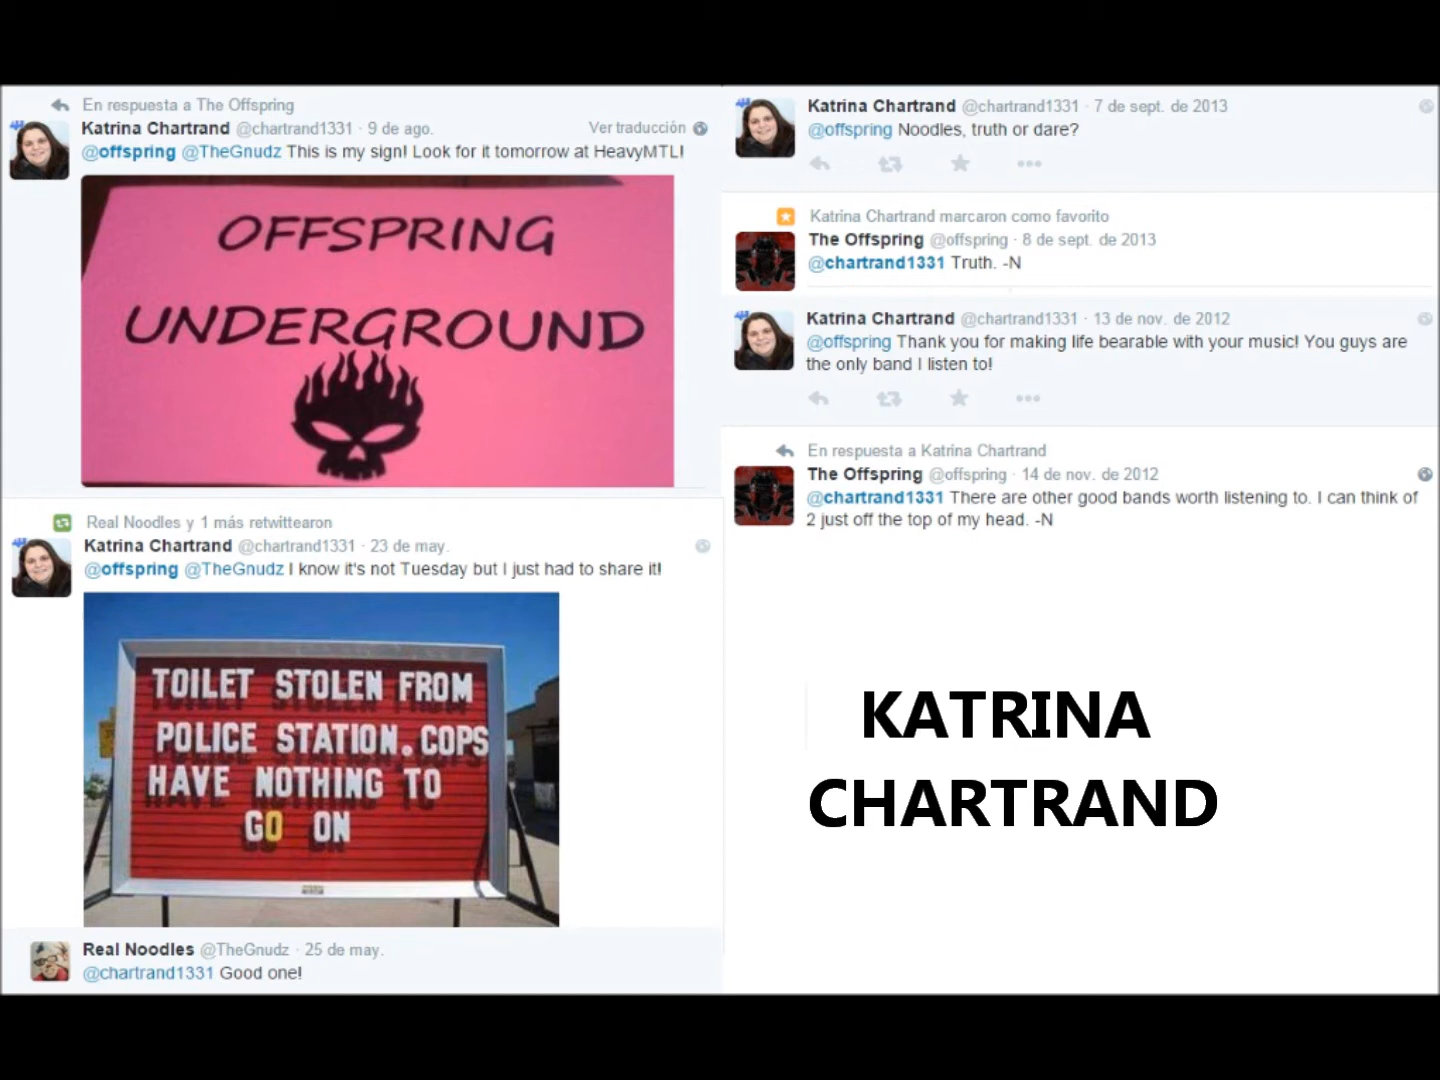 En respuesta a The Offspring
Katrina Chartrand @chartrand1331 · 9 de ago.
Ver traducción
@offspring @TheGnudz This is my sign! Look for it tomorrow at HeavyMTL!
OFFSPRING
UNDERGROUND
Real Noodles y 1 más retwittearon
Katrina Chartrand @chartrand1331 · 23 de may.
@offspring @TheGnudz I know it's not Tuesday but I just had to share it!
TOILET STOLEN FROM
POLICE STATION. COPS
HAVE NOTHING TO
GO ON
Real Noodles @TheGnudz · 25 de may.
@chartrand1331 Good one!
Katrina Chartrand @chartrand1331 · 7 de sept. de 2013
@offspring Noodles, truth or dare?
Katrina Chartrand marcaron como favorito
The Offspring @offspring · 8 de sept. de 2013
@chartrand1331 Truth. -N
Katrina Chartrand @chartrand1331 · 13 de nov. de 2012
@offspring Thank you for making life bearable with your music! You guys are
the only band I listen to!
En respuesta a Katrina Chartrand
The Offspring @offspring · 14 de nov. de 2012
@chartrand1331 There are other good bands worth listening to. I can think of
2 just off the top of my head. -N
KATRINA
CHARTRAND